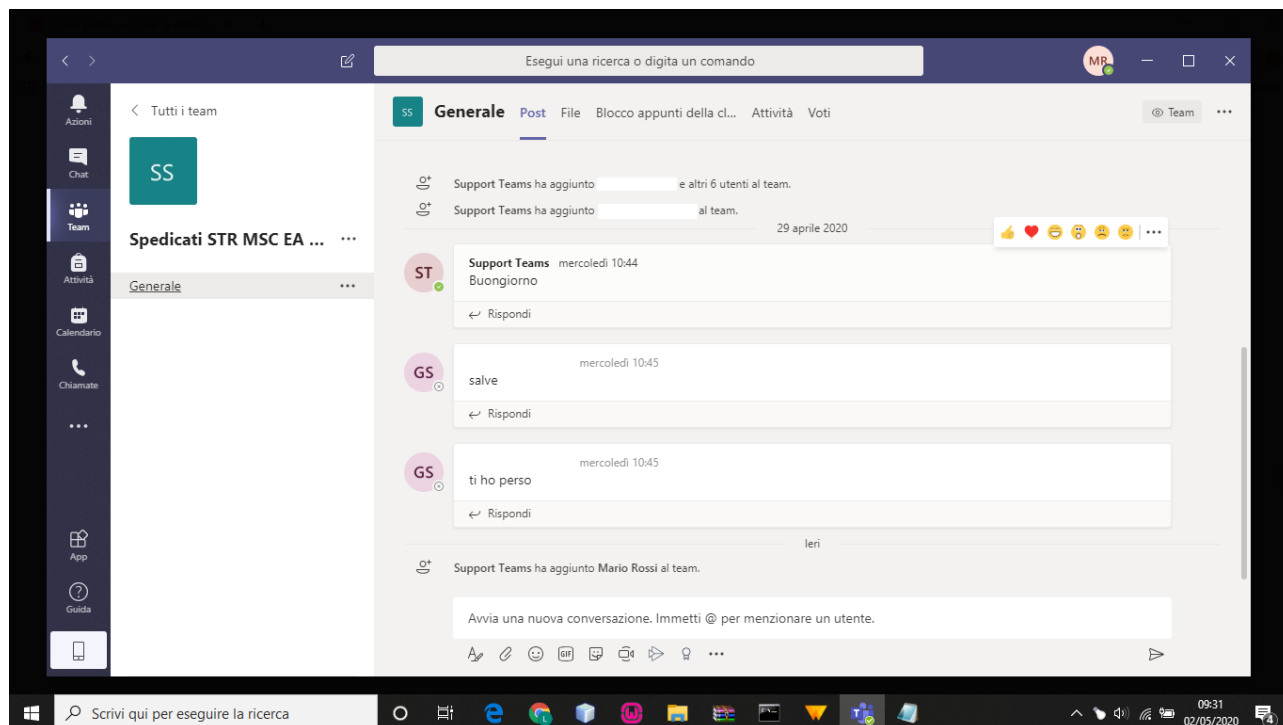 Esegui una ricerca o digita un comando
MR
Azioni
Chat
Team
Attività
Calendario
Chiamate
App
Guida
Tutti i team
SS
Spedicati STR MSC EA ...
Generale
SS Generale Post File Blocco appunti della cl... Attività Voti
Team
Support Teams ha aggiunto e altri 6 utenti al team.
Support Teams ha aggiunto al team.
29 aprile 2020
ST Support Teams mercoledì 10:44
Buongiorno
Rispondi
GS mercoledì 10:45
salve
Rispondi
GS mercoledì 10:45
ti ho perso
Rispondi
Ieri
Support Teams ha aggiunto Mario Rossi al team.
Avvia una nuova conversazione. Immetti @ per menzionare un utente.
GIF
Scrivi qui per eseguire la ricerca
09:31
02/05/2020